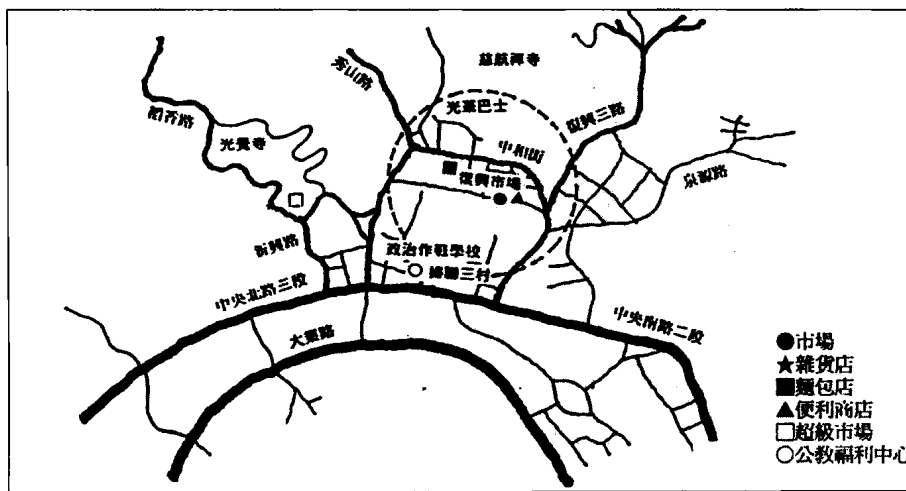 慈航禪寺
秀山路
光華巴士
復興三路
中和街
稻香路
光覺寺
復興市場
泉源路
新興路
政治作戰學校
婦聯三村
中央北路三段
大業路
中央南路二段
●市場
★雜貨店
■麵包店
▲便利商店
□超級市場
○公教福利中心